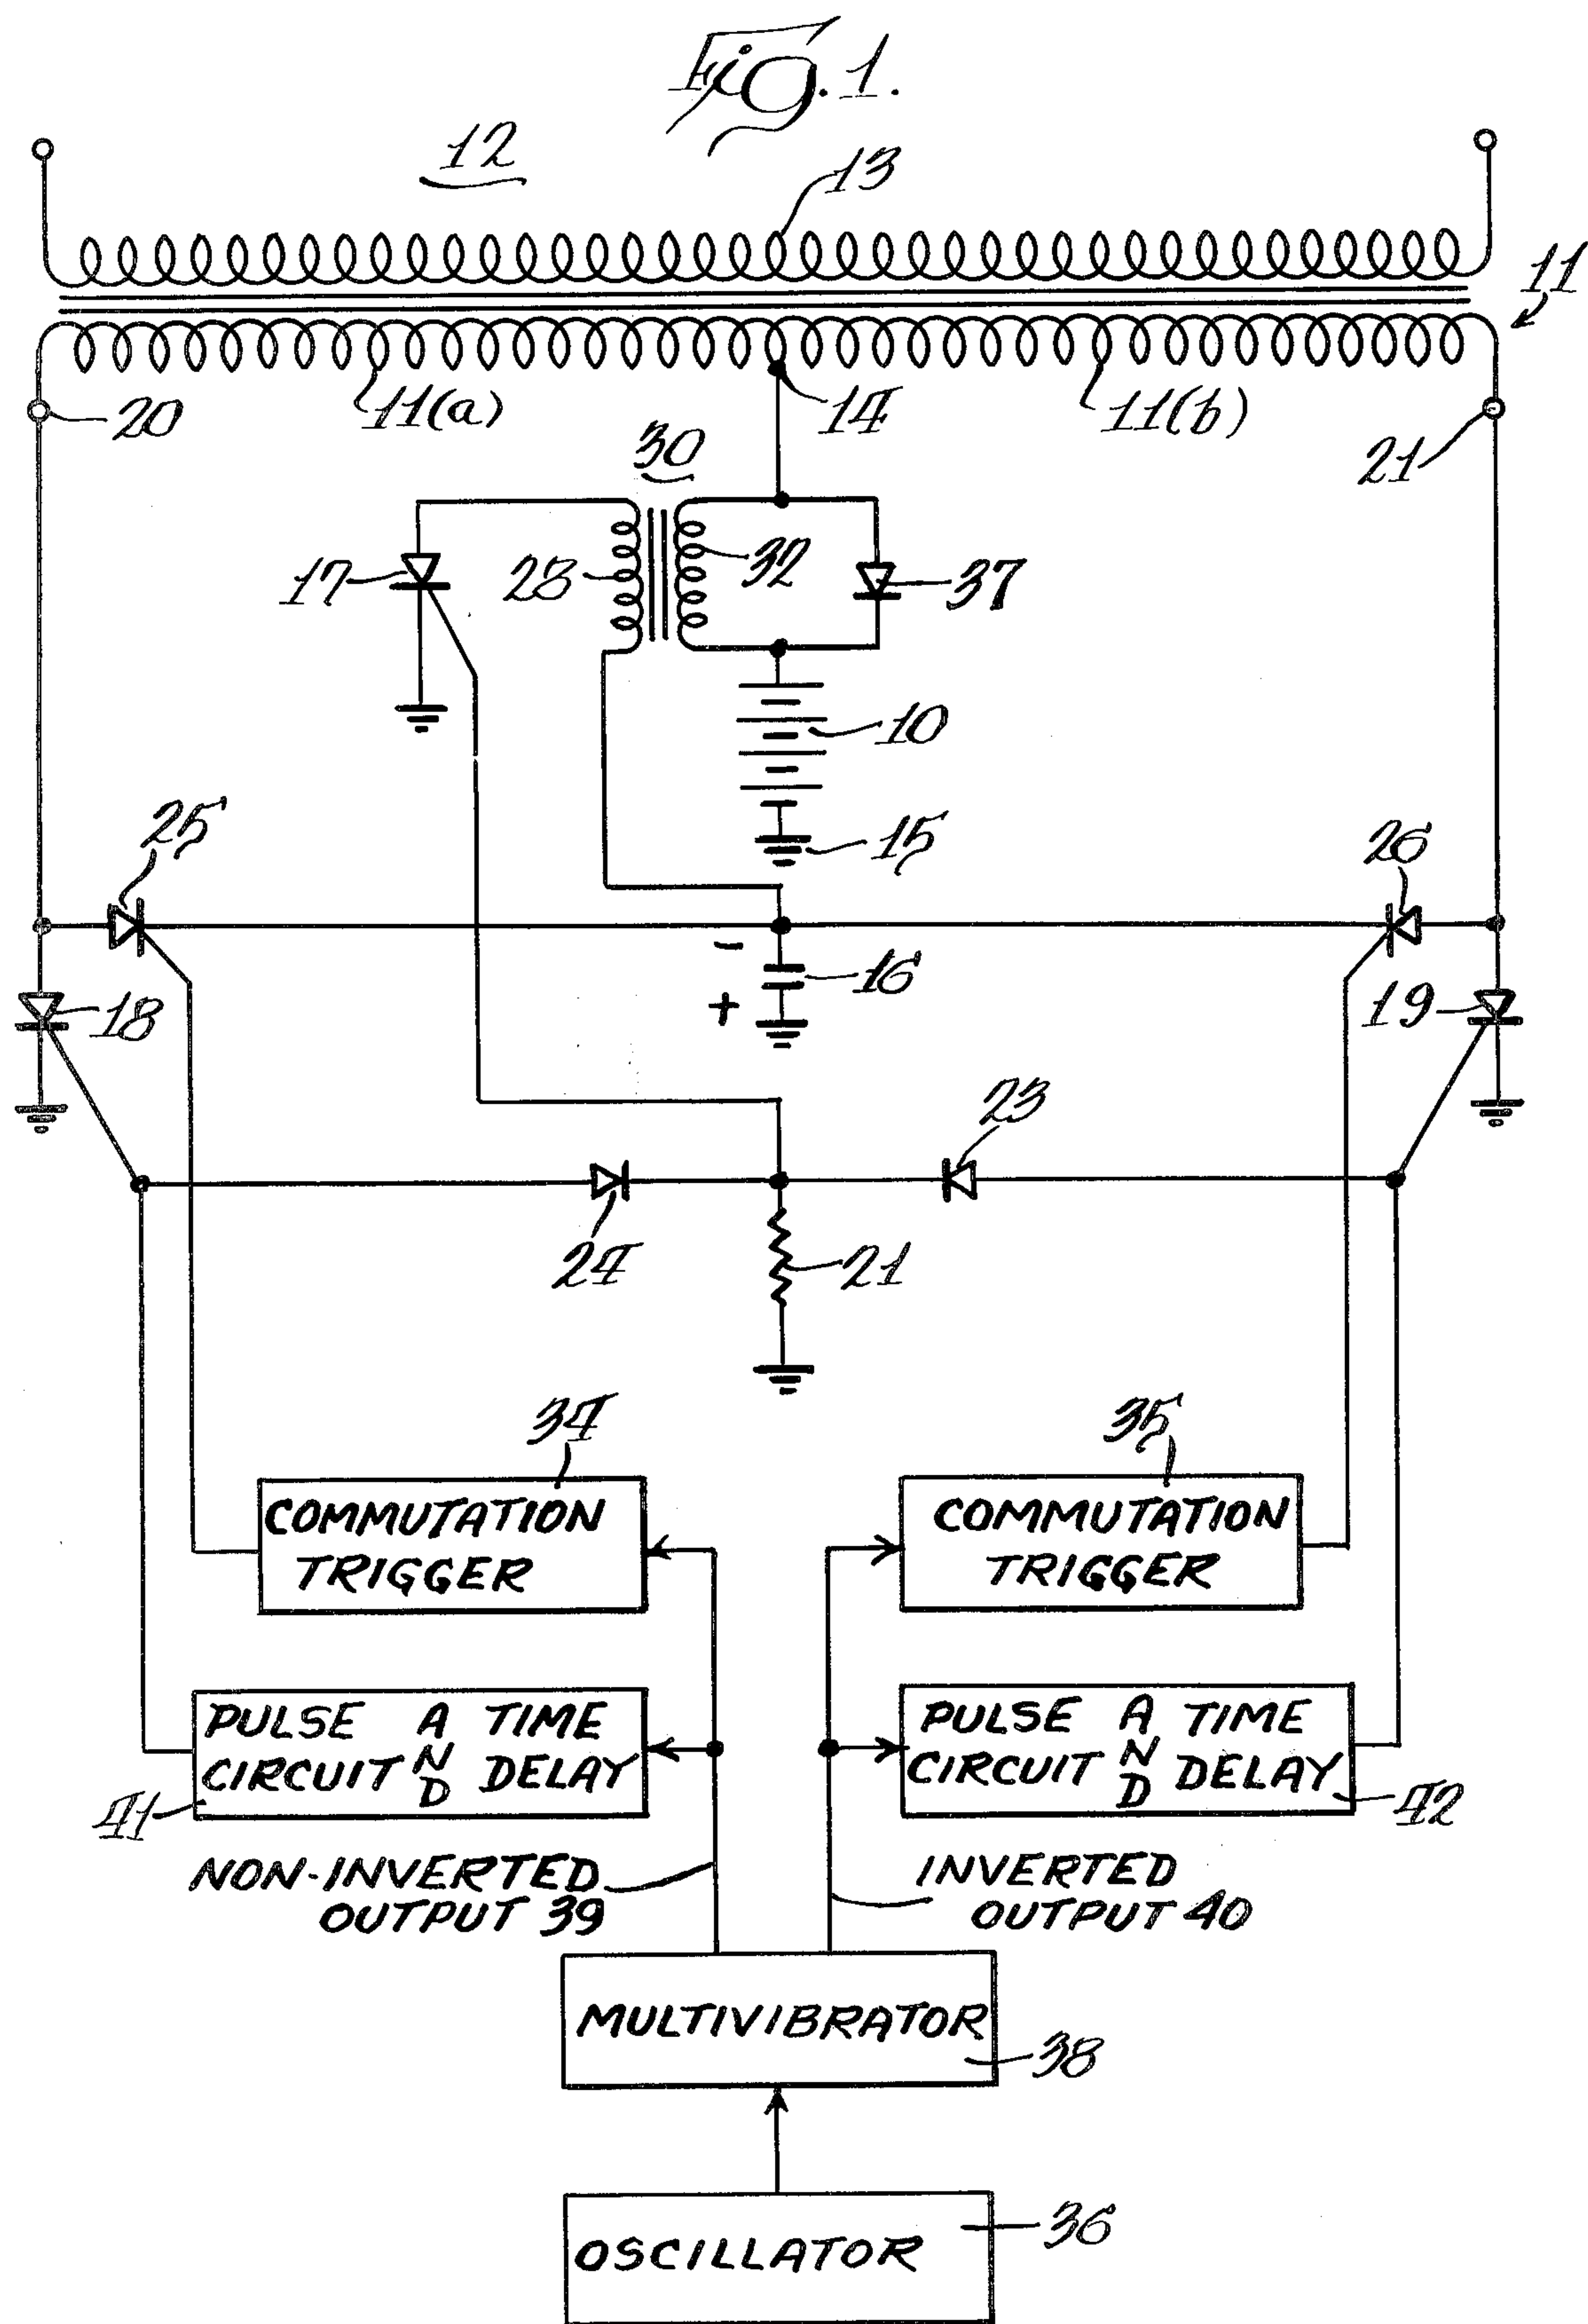 Fig. 1.
12
13
11
20
11(a)
14
11(b)
21
30
17
28
32
37
10
15
25
26
-
16
+
18
19
23
24
21
34
35
COMMUTATION
TRIGGER
COMMUTATION
TRIGGER
PULSE AND TIME
CIRCUIT DELAY
41
PULSE AND TIME
CIRCUIT DELAY
42
NON-INVERTED
OUTPUT 39
INVERTED
OUTPUT 40
MULTIVIBRATOR
38
OSCILLATOR
36